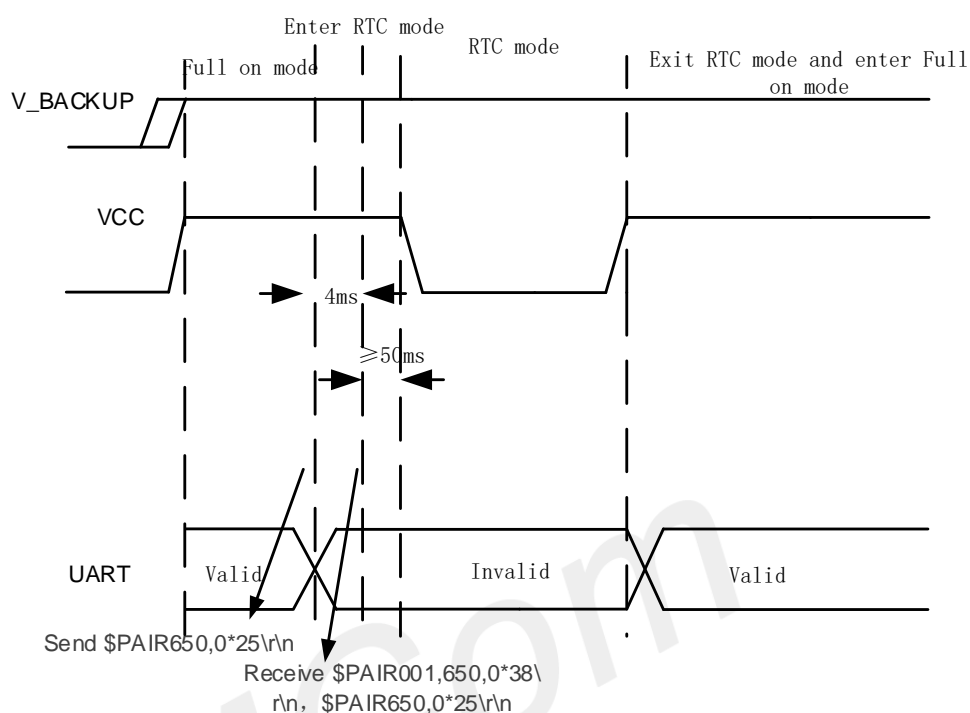 Enter RTC mode
Full on mode
RTC mode
Exit RTC mode and enter Full
on mode
V_BACKUP
VCC
4ms
≥50ms
UART
Valid
Invalid
Valid
Send $PAIR650,0*25\r\n
Receive $PAIR001,650,0*38\
r\n, $PAIR650,0*25\r\n
Com